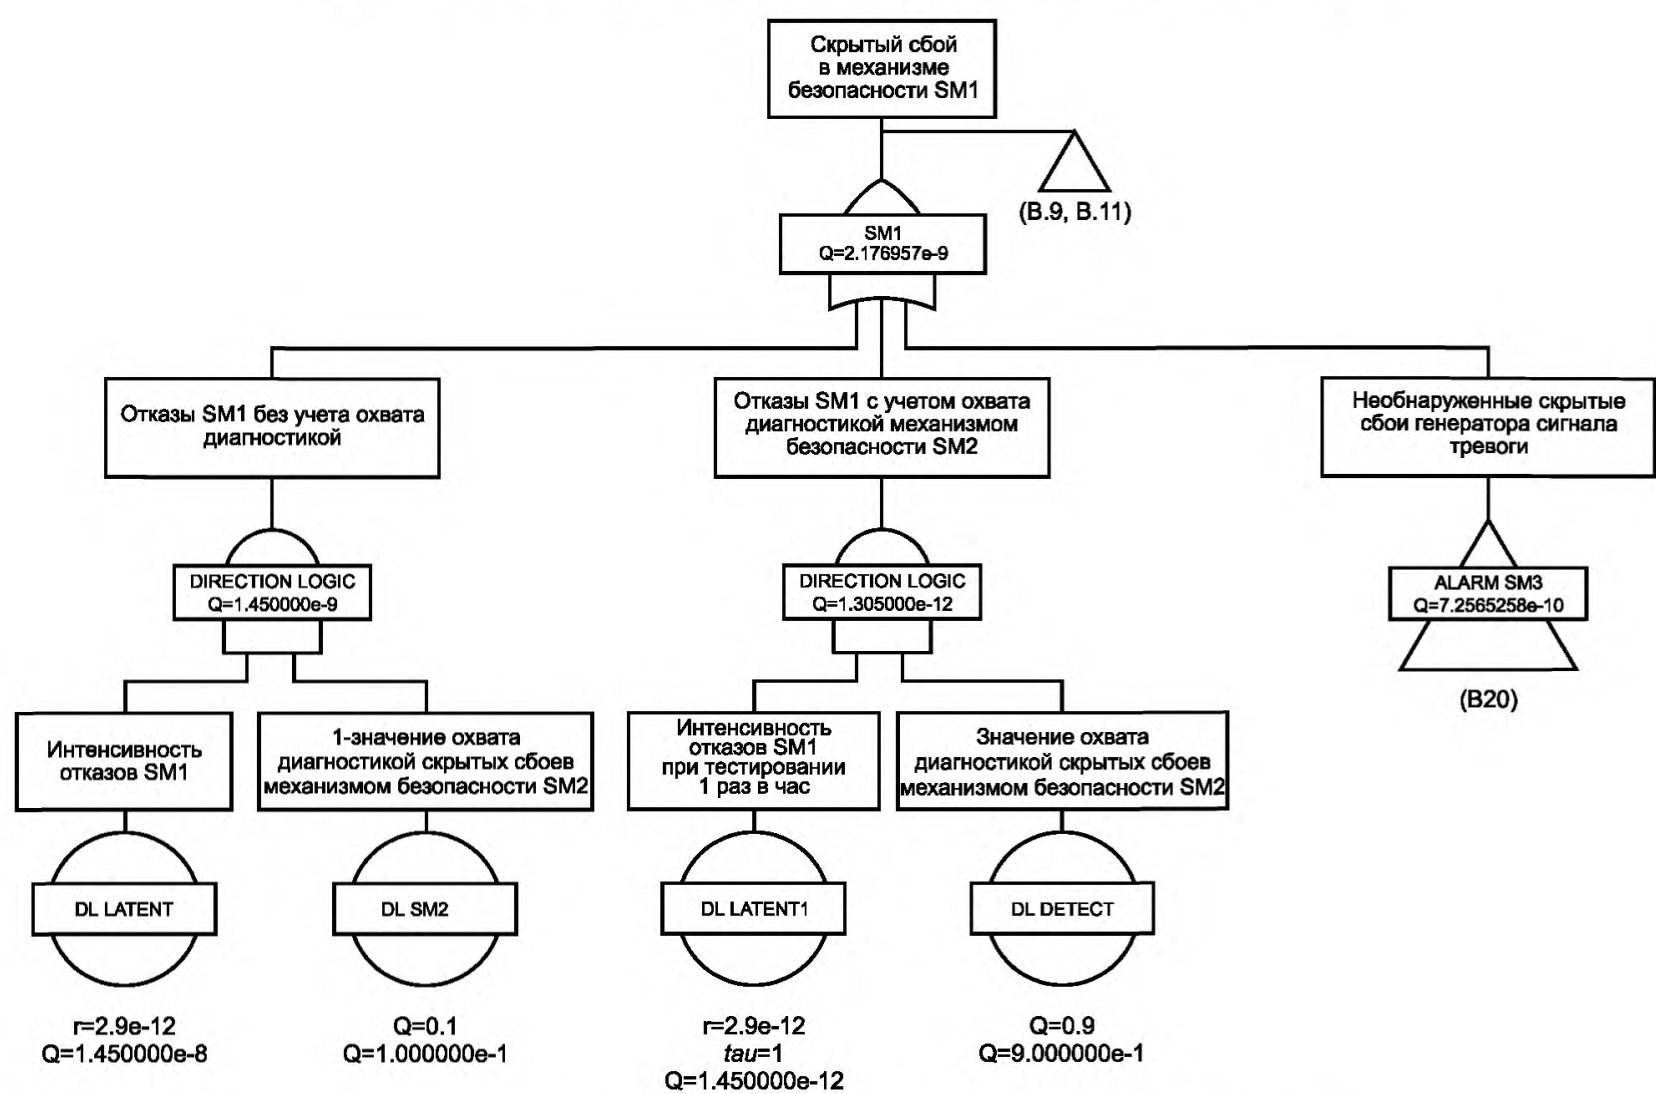 Скрытый сбой
в механизме
безопасности SM1
(B.9, B.11)
SM1
Q=2.176957e-9
Отказы SM1 без учета охвата
диагностикой
Отказы SM1 с учетом охвата
диагностикой механизмом
безопасности SM2
Необнаруженные скрытые
сбои генератора сигнала
тревоги
DIRECTION LOGIC
Q=1.450000e-9
DIRECTION LOGIC
Q=1.305000e-12
ALARM SM3
Q=7.2565258e-10
(B20)
Интенсивность
отказов SM1
1-значение охвата
диагностикой скрытых сбоев
механизмом безопасности SM2
Интенсивность
отказов SM1
при тестировании
1 раз в час
Значение охвата
диагностикой скрытых сбоев
механизмом безопасности SM2
DL LATENT
DL SM2
DL LATENT1
DL DETECT
r=2.9e-12
Q=1.450000e-8
Q=0.1
Q=1.000000e-1
r=2.9e-12
tau=1
Q=1.450000e-12
Q=0.9
Q=9.000000e-1